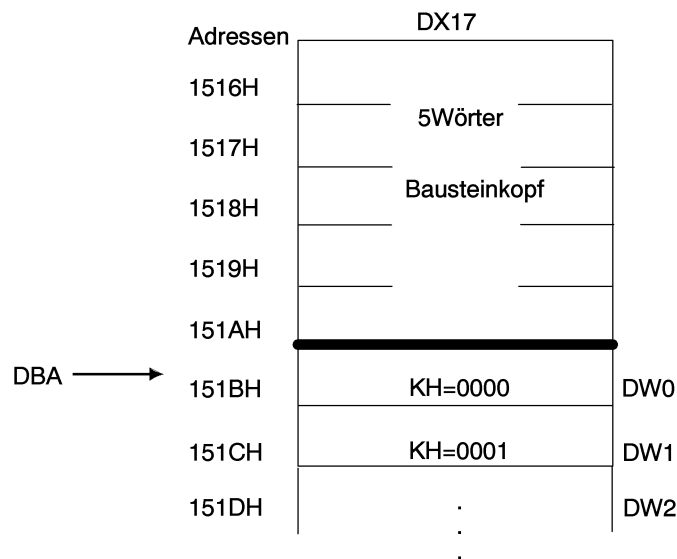 DX17
Adressen
1516H
5Wörter
1517H
Bausteinkopf
1518H
1519H
151AH
DBA
151BH KH=0000 DW0
151CH KH=0001 DW1
151DH . DW2
.
.